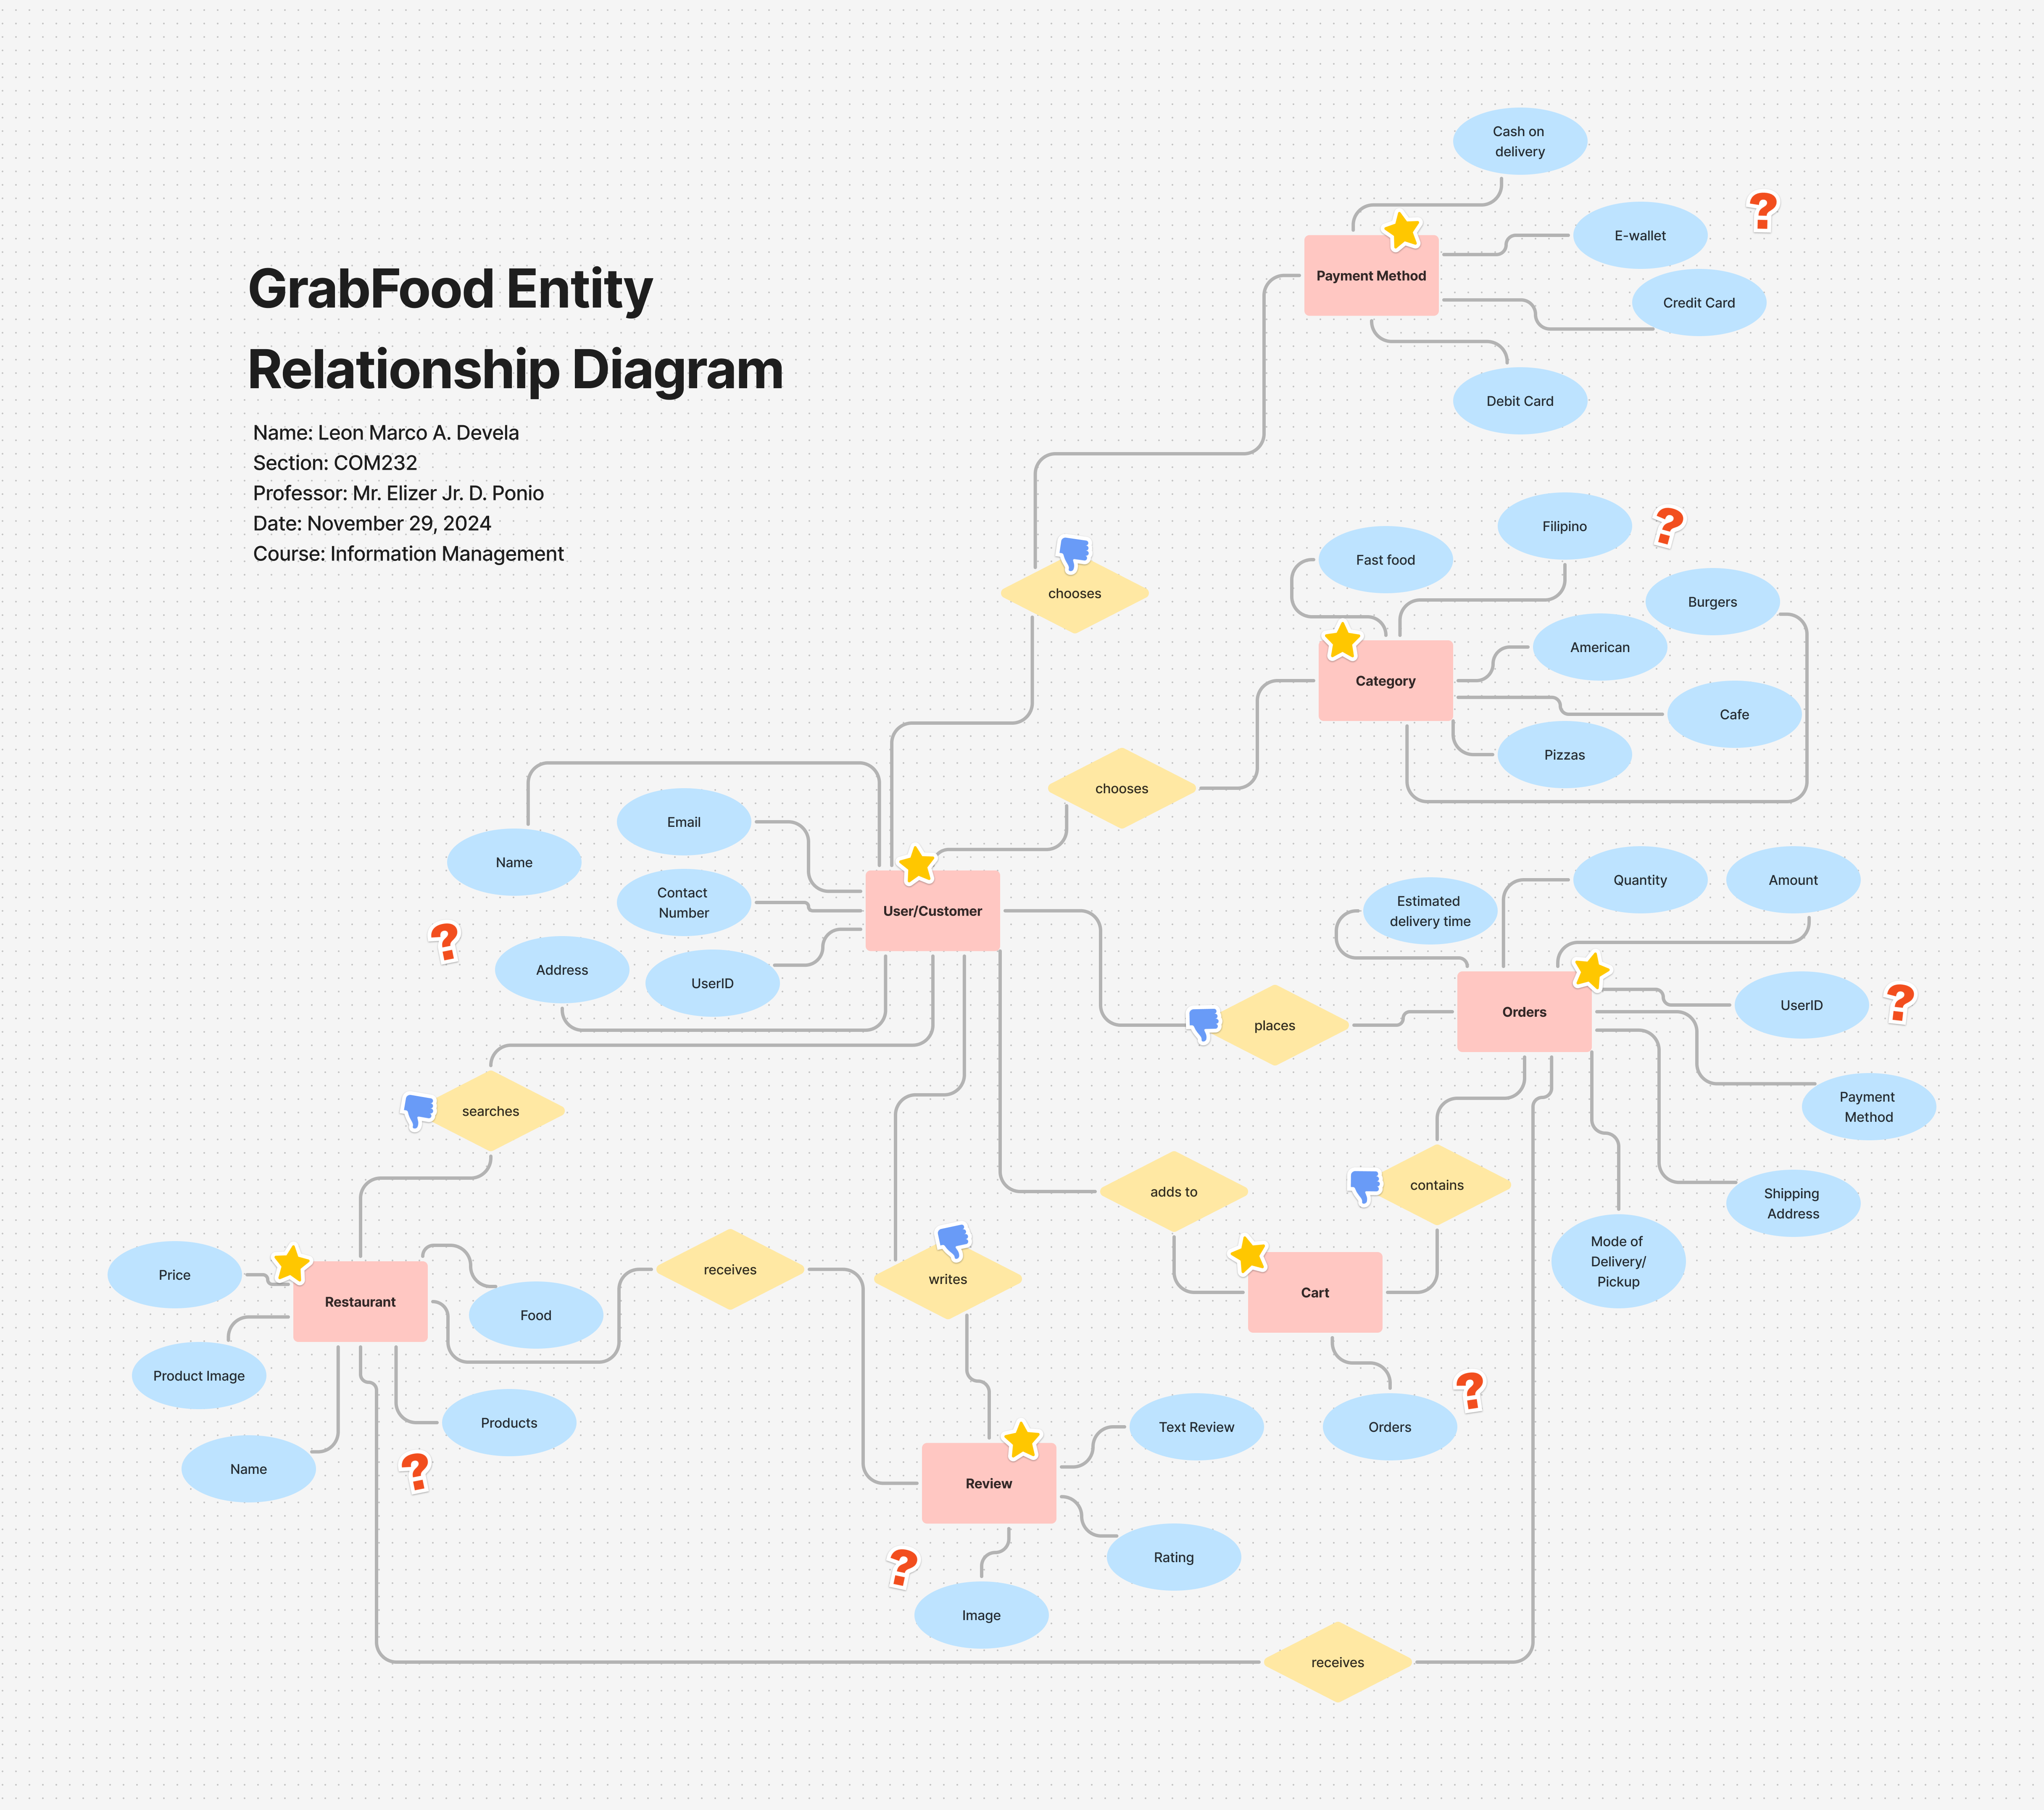 GrabFood Entity
Relationship Diagram
Name: Leon Marco A. Devela
Section: COM232
Professor: Mr. Elizer Jr. D. Ponio
Date: November 29, 2024
Course: Information Management
Cash on
delivery
?
E-wallet
Payment Method
Credit Card
Debit Card
Filipino
?
Fast food
chooses
Burgers
American
Category
Cafe
Pizzas
chooses
Email
Name
Contact
Number
User/Customer
?
Address
UserID
Quantity
Amount
Estimated
delivery time
Orders
UserID
?
places
Payment
Method
searches
contains
adds to
Shipping
Address
Mode of
Delivery/
Pickup
Price
receives
writes
Restaurant
Food
Cart
Product Image
Products
Name
?
Text Review
Orders
?
Review
Rating
?
Image
receives